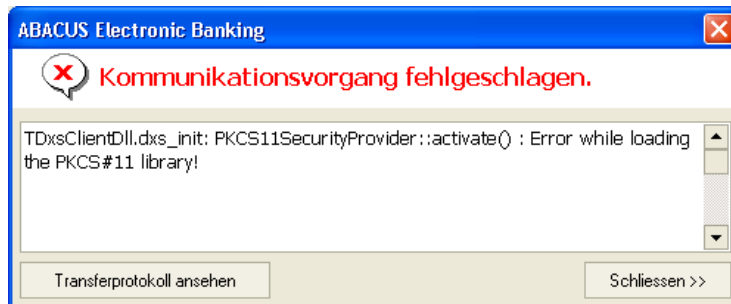 ABACUS Electronic Banking
Kommunikationsvorgang fehlgeschlagen.
TDxsClientDll.dxs_init: PKCS11SecurityProvider::activate() : Error while loading
the PKCS#11 library!
Transferprotokoll ansehen
Schliessen >>